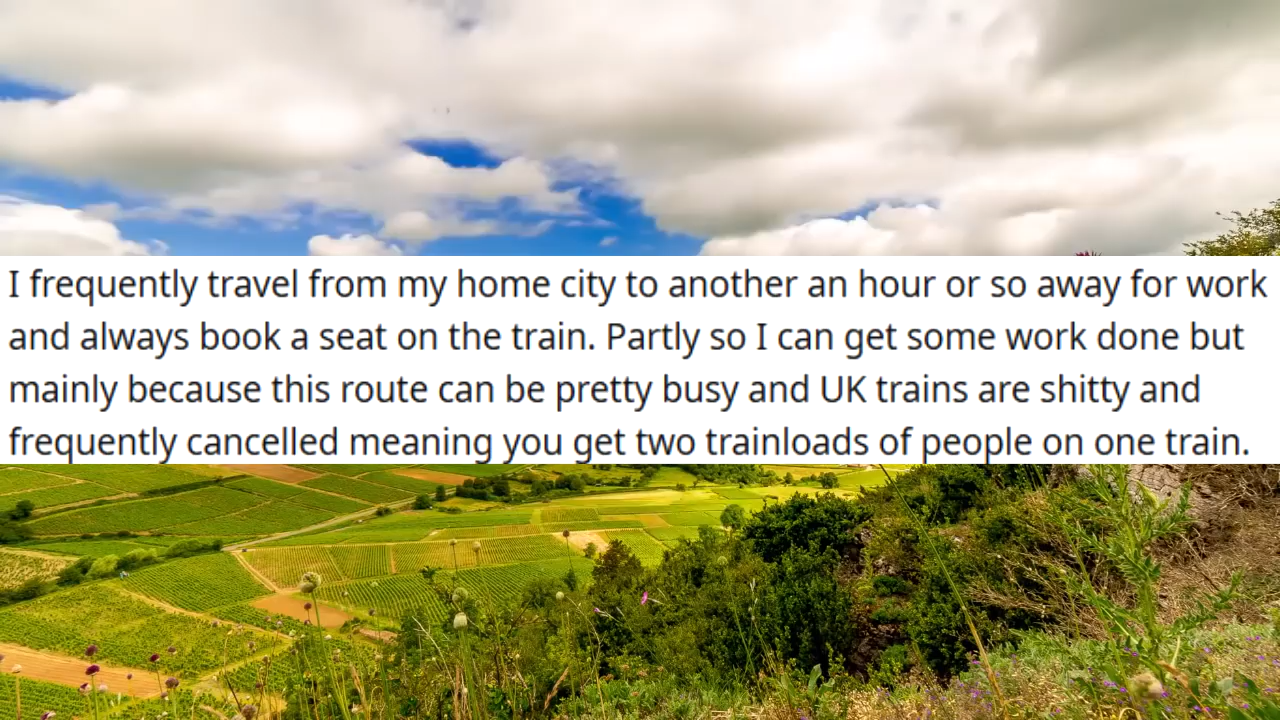 I frequently travel from my home city to another an hour or so away for work
and always book a seat on the train. Partly so I can get some work done but
mainly because this route can be pretty busy and UK trains are shitty and
frequently cancelled meaning you get two trainloads of people on one train.